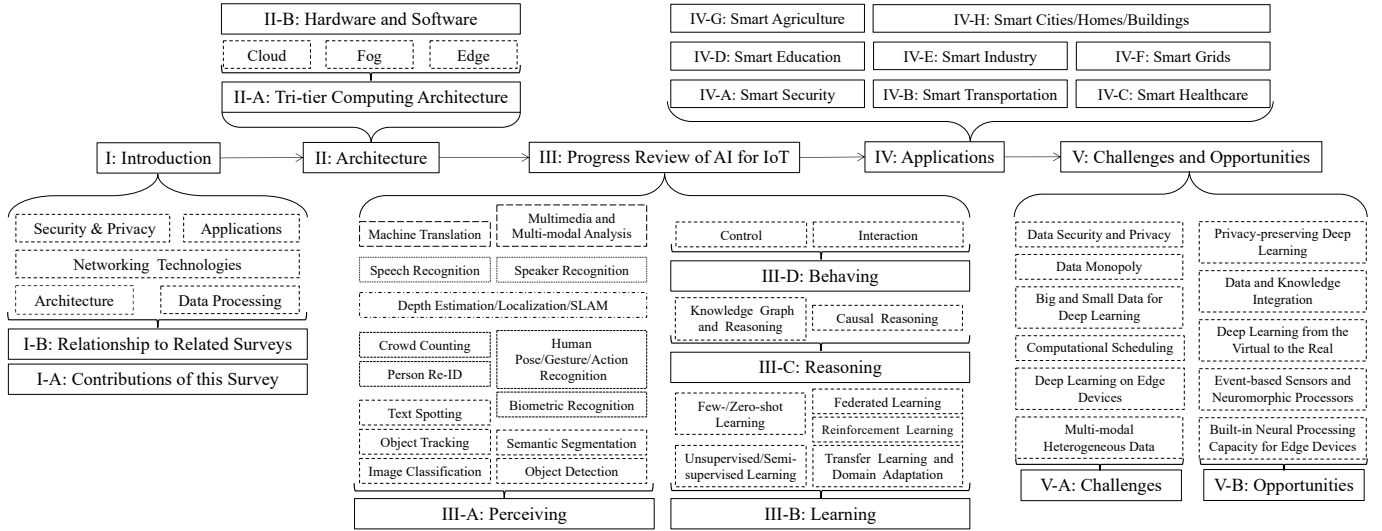 II-B: Hardware and Software
Cloud
Fog
Edge
II-A: Tri-tier Computing Architecture
IV-G: Smart Agriculture
IV-H: Smart Cities/Homes/Buildings
IV-D: Smart Education
IV-E: Smart Industry
IV-F: Smart Grids
IV-A: Smart Security
IV-B: Smart Transportation
IV-C: Smart Healthcare
I: Introduction
II: Architecture
III: Progress Review of AI for IoT
IV: Applications
V: Challenges and Opportunities
Security & Privacy
Applications
Networking Technologies
Architecture
Data Processing
I-B: Relationship to Related Surveys
I-A: Contributions of this Survey
Machine Translation
Multimedia and
Multi-modal Analysis
Speech Recognition
Speaker Recognition
Depth Estimation/Localization/SLAM
Crowd Counting
Person Re-ID
Human
Pose/Gesture/Action
Recognition
Biometric Recognition
Text Spotting
Object Tracking
Semantic Segmentation
Image Classification
Object Detection
III-A: Perceiving
Control
Interaction
III-D: Behaving
Knowledge Graph
and Reasoning
Causal Reasoning
III-C: Reasoning
Few-/Zero-shot
Learning
Federated Learning
Reinforcement Learning
Unsupervised/Semi-
supervised Learning
Transfer Learning and
Domain Adaptation
III-B: Learning
Data Security and Privacy
Data Monopoly
Big and Small Data for
Deep Learning
Computational Scheduling
Deep Learning on Edge
Devices
Multi-modal
Heterogeneous Data
V-A: Challenges
Privacy-preserving Deep
Learning
Data and Knowledge
Integration
Deep Learning from the
Virtual to the Real
Event-based Sensors and
Neuromorphic Processors
Built-in Neural Processing
Capacity for Edge Devices
V-B: Opportunities